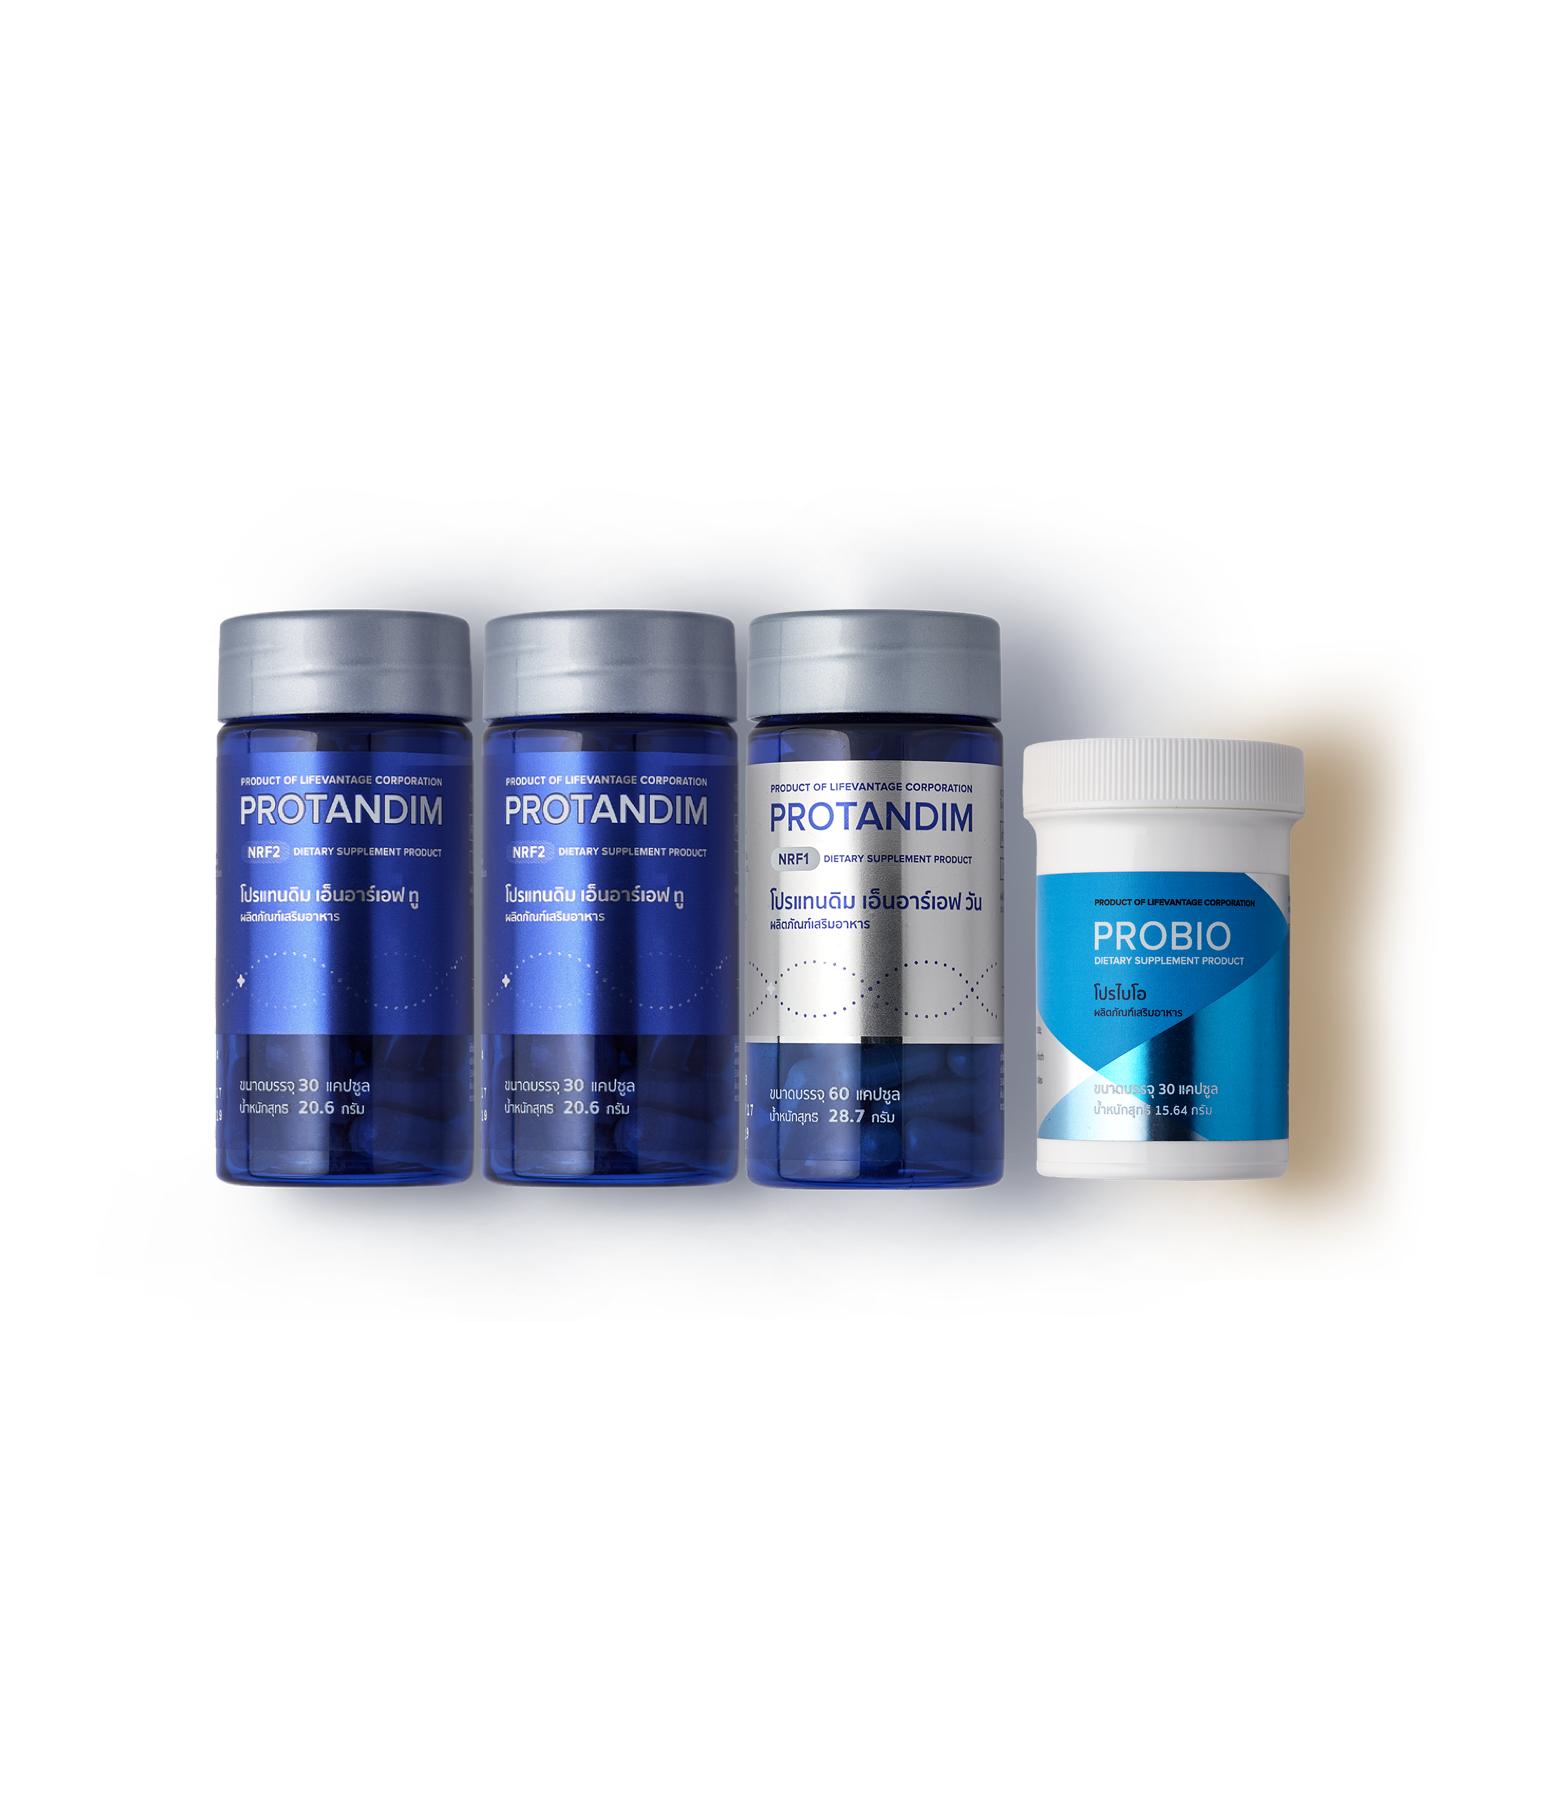 PRODUCT OF LIFEVANTAGE CORPORATION
PROTANDIM
NRF2 DIETARY SUPPLEMENT PRODUCT
โปรแทนดิม เอ็นอาร์เอฟ ทู
ผลิตภัณฑ์เสริมอาหาร
ขนาดบรรจุ 30 แคปซูล
น้ำหนักสุทธิ 20.6 กรัม
PRODUCT OF LIFEVANTAGE CORPORATION
PROTANDIM
NRF2 DIETARY SUPPLEMENT PRODUCT
โปรแทนดิม เอ็นอาร์เอฟ ทู
ผลิตภัณฑ์เสริมอาหาร
ขนาดบรรจุ 30 แคปซูล
น้ำหนักสุทธิ 20.6 กรัม
PRODUCT OF LIFEVANTAGE CORPORATION
PROTANDIM
NRF1 DIETARY SUPPLEMENT PRODUCT
โปรแทนดิม เอ็นอาร์เอฟ วัน
ผลิตภัณฑ์เสริมอาหาร
ขนาดบรรจุ 60 แคปซูล
น้ำหนักสุทธิ 28.7 กรัม
PRODUCT OF LIFEVANTAGE CORPORATION
PROBIO
DIETARY SUPPLEMENT PRODUCT
โปรไบโอ
ผลิตภัณฑ์เสริมอาหาร
ขนาดบรรจุ 30 แคปซูล
น้ำหนักสุทธิ 15.64 กรัม